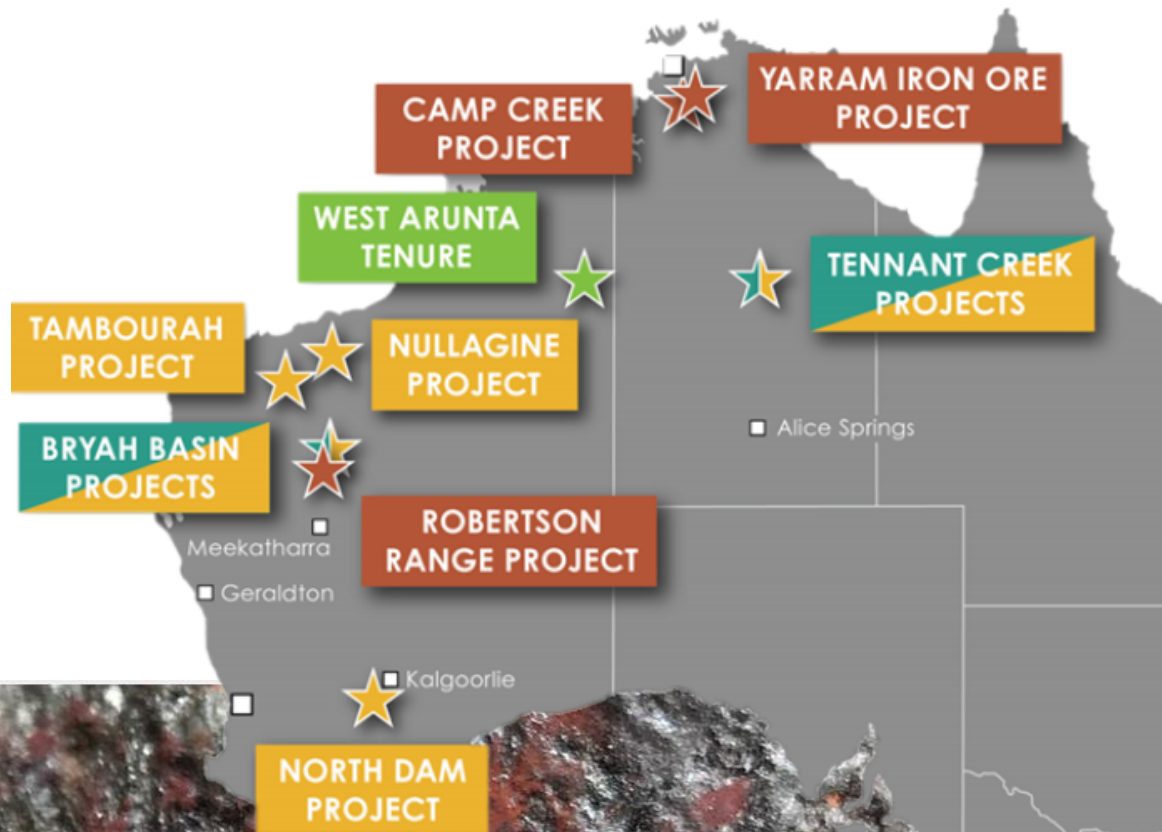 YARRAM IRON ORE
PROJECT
CAMP CREEK
PROJECT
WEST ARUNTA
TENURE
TENNANT CREEK
PROJECTS
TAMBOURAH
PROJECT
NULLAGINE
PROJECT
Alice Springs
BRYAH BASIN
PROJECTS
ROBERTSON
RANGE PROJECT
Meekatharra
Geraldton
Kalgoorlie
NORTH DAM
PROJECT